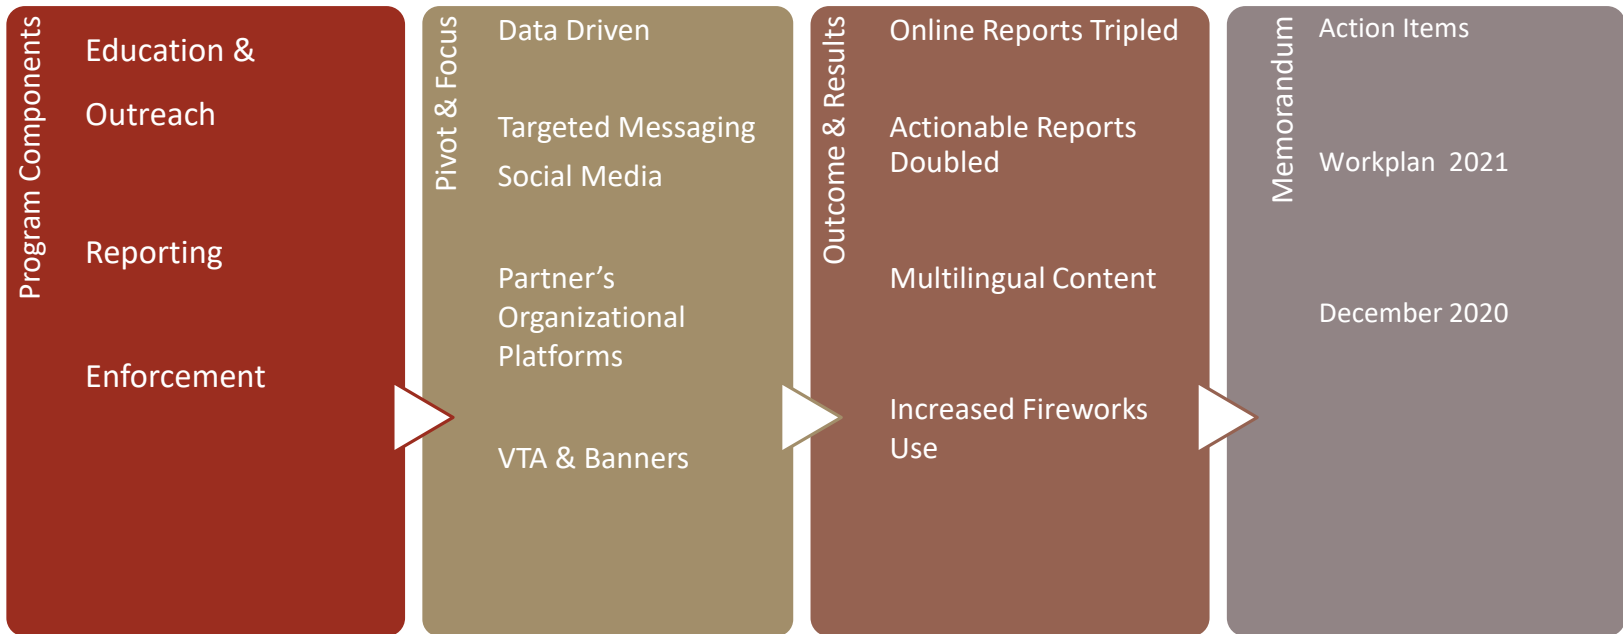 Program Components
Education &
Outreach
Reporting
Enforcement
Pivot & Focus
Data Driven
Targeted Messaging
Social Media
Partner’s
Organizational
Platforms
VTA & Banners
Outcome & Results
Online Reports Tripled
Actionable Reports
Doubled
Multilingual Content
Increased Fireworks
Use
Memorandum
Action Items
Workplan  2021
December 2020